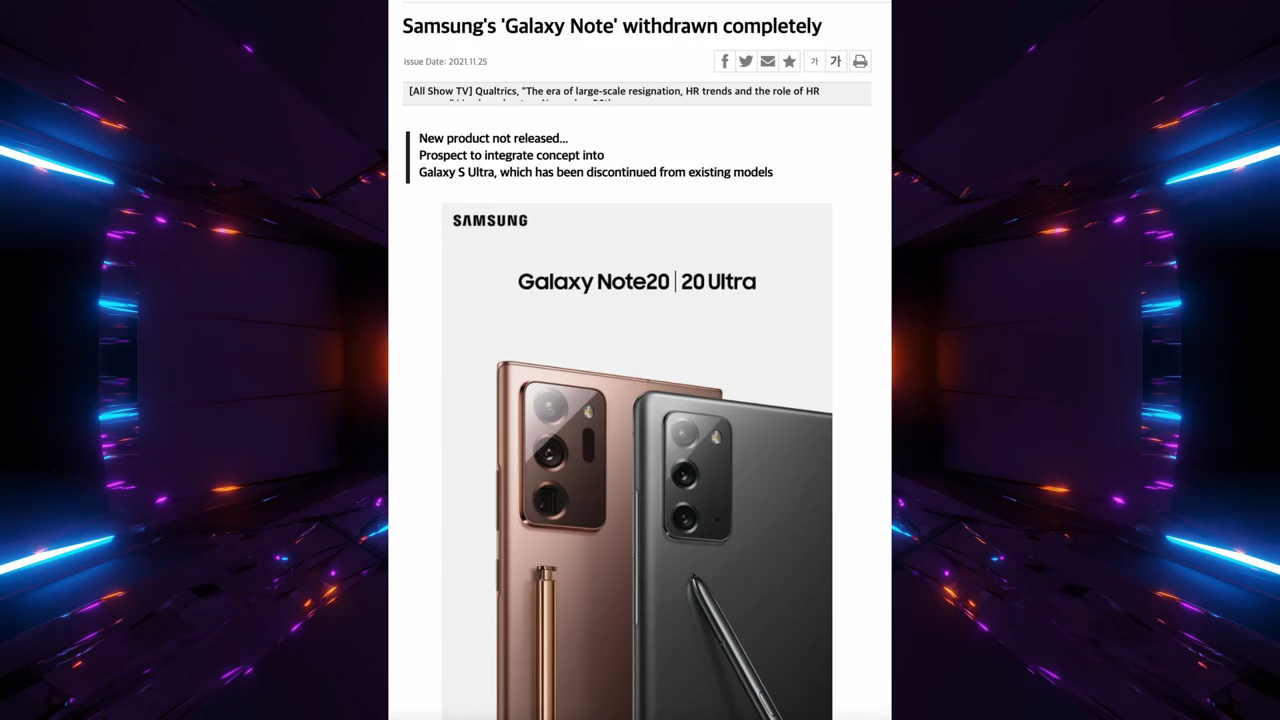 Samsung's 'Galaxy Note' withdrawn completely
Issue Date: 2021.11.25
가 가
[All Show TV] Qualtrics, "The era of large-scale resignation, HR trends and the role of HR
New product not released...
Prospect to integrate concept into
Galaxy S Ultra, which has been discontinued from existing models
SAMSUNG
Galaxy Note20 | 20 Ultra